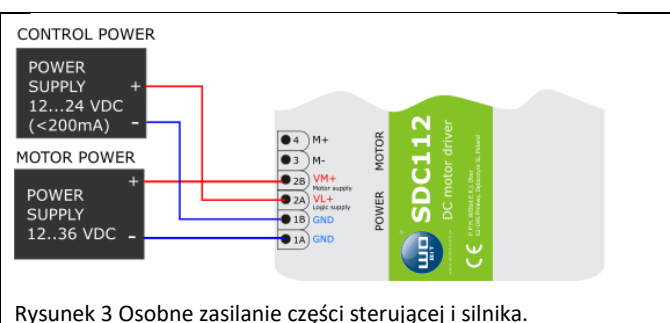 CONTROL POWER
POWER
SUPPLY +
12...24 VDC
(<200mA) -
MOTOR POWER
+
POWER
SUPPLY
12..36 VDC -
4 M+
3 M-
2B VM+
Motor supply
2A VL+
Logic supply
1B GND
1A GND
MOTOR
POWER
SDC112
DC motor driver
WO
BIT
CE
Rysunek 3 Osobne zasilanie części sterującej i silnika.